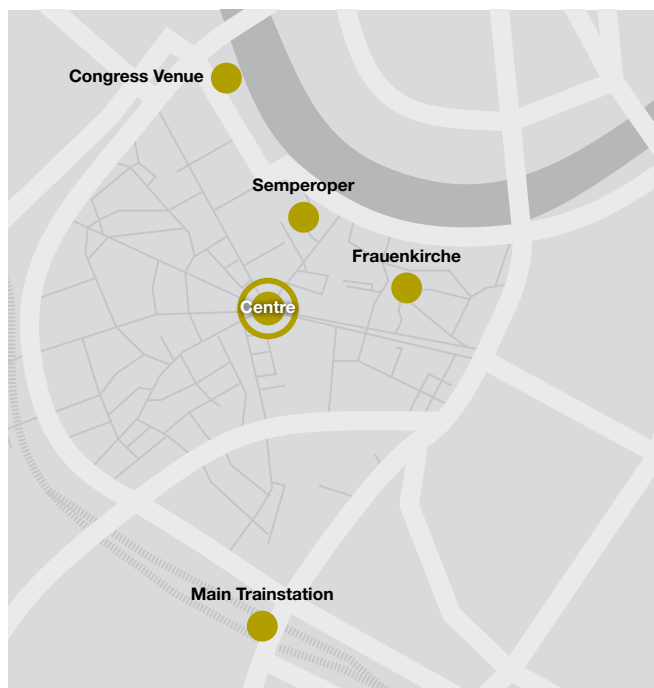 Congress Venue
Semperoper
Frauenkirche
Centre
Main Trainstation